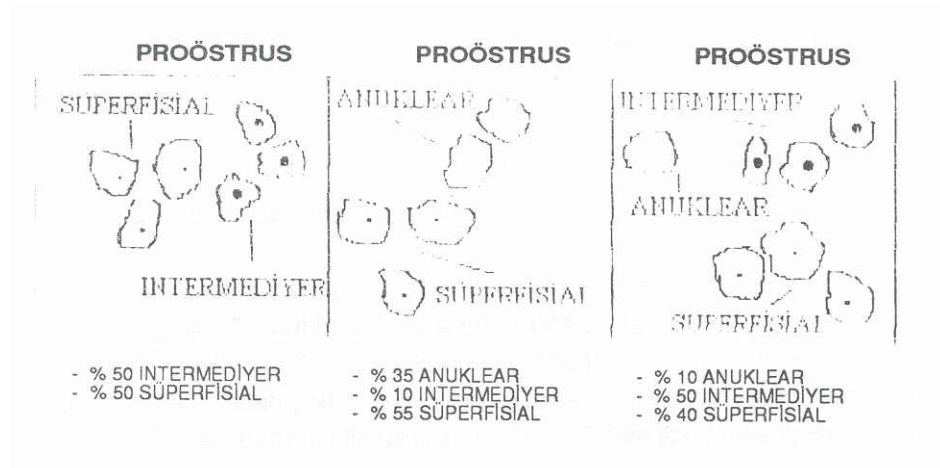 PROÖSTRUS
SÜPERFİSİAL
INTERMEDİYER
- % 50 INTERMEDİYER
- % 50 SÜPERFİSİAL
PROÖSTRUS
ANUKLEAR
SÜPERFİSİAL
- % 35 ANUKLEAR
- % 10 INTERMEDİYER
- % 55 SÜPERFİSİAL
PROÖSTRUS
INTERMEDİYER
ANUKLEAR
SUPERFİSİAL
- % 10 ANUKLEAR
- % 50 INTERMEDİYER
- % 40 SÜPERFİSİAL